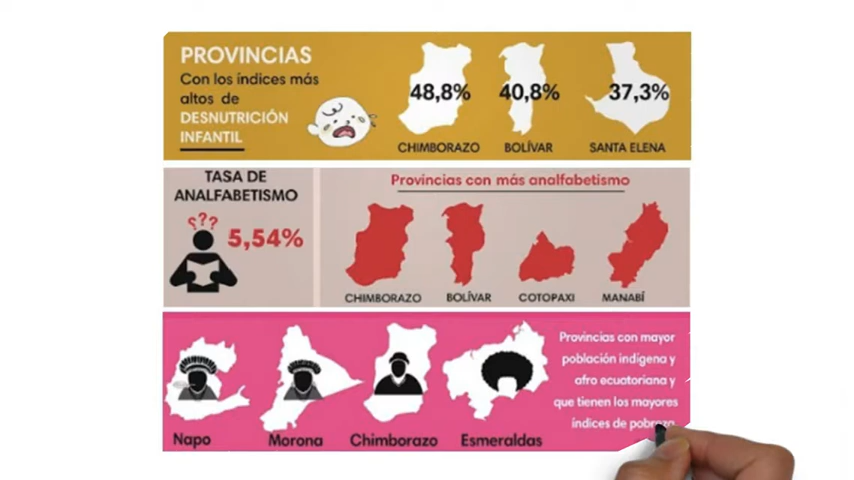 PROVINCIAS
Con los índices más
altos de
DESNUTRICIÓN
INFANTIL
48,8%
40,8%
37,3%
CHIMBORAZO
BOLÍVAR
SANTA ELENA
TASA DE
ANALFABETISMO
???
5,54%
Provincias con más analfabetismo
CHIMBORAZO
BOLÍVAR
COTOPAXI
MANABÍ
Napo
Morona
Chimborazo
Esmeraldas
Provincias con mayor
población indígena y
afro ecuatoriana y
que tienen los mayores
índices de pobreza